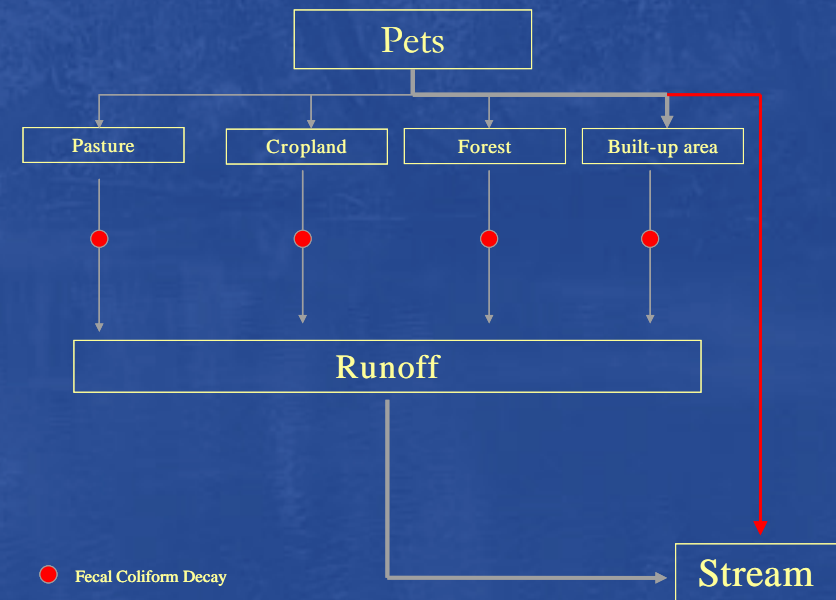 Pets
Pasture
Cropland
Forest
Built-up area
Runoff
Stream
Fecal Coliform Decay